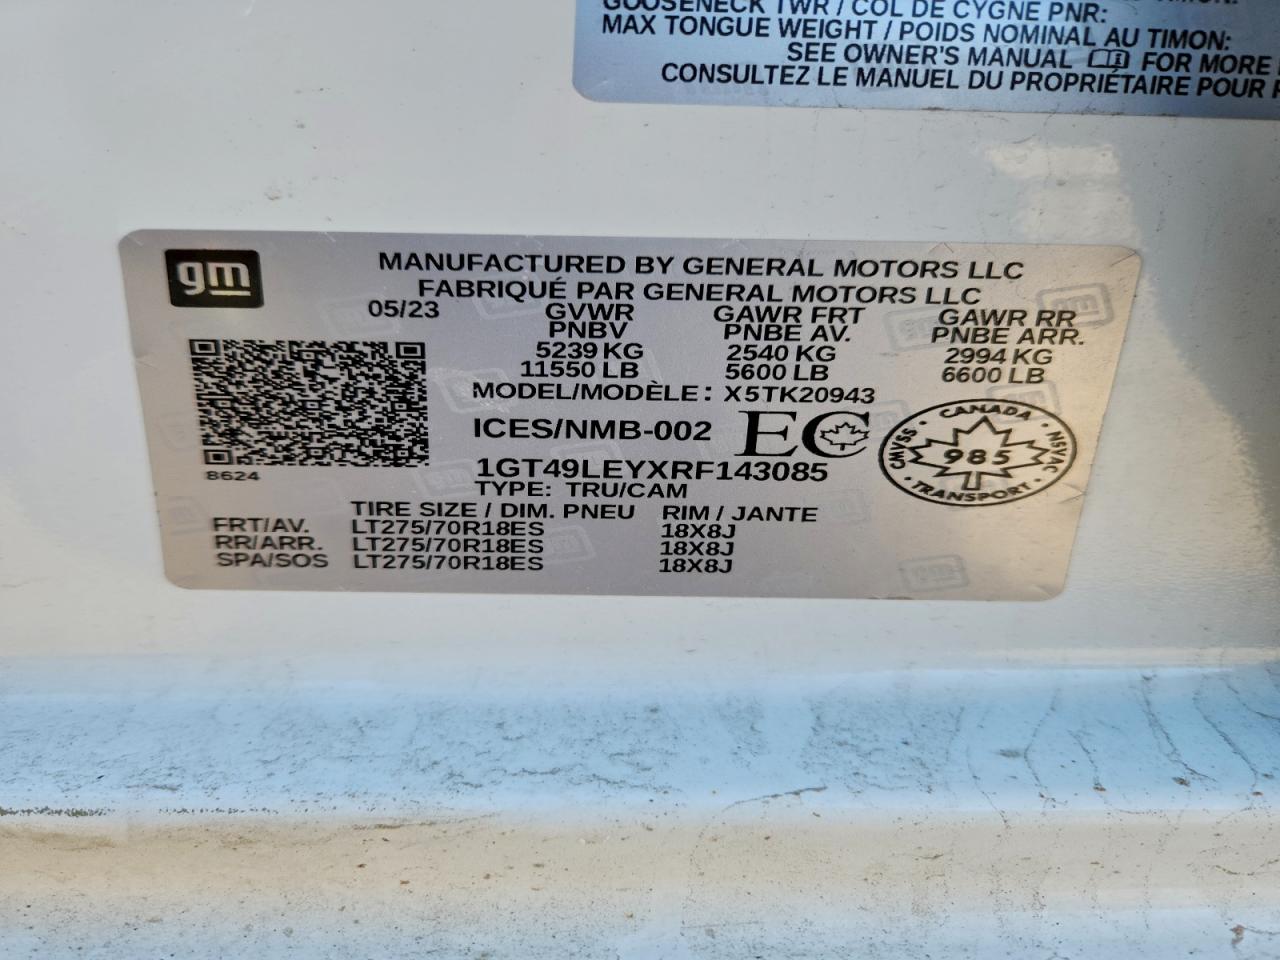 GOOSENECK TWR / COL DE CYGNE PNR:
MAX TONGUE WEIGHT / POIDS NOMINAL AU TIMON:
SEE OWNER'S MANUAL FOR MORE
CONSULTEZ LE MANUEL DU PROPRIÉTAIRE POUR
gm
MANUFACTURED BY GENERAL MOTORS LLC
FABRIQUÉ PAR GENERAL MOTORS LLC
05/23 GVWR GAWR FRT GAWR RR
PNBV PNBE AV. PNBE ARR.
5239 KG 2540 KG 2994 KG
11550 LB 5600 LB 6600 LB
MODEL/MODÈLE: X5TK20943
ICES/NMB-002 EC
CANADA
CMVSS 985 NSVAC
TRANSPORT
8624
1GT49LEYXRF143085
TYPE: TRU/CAM
TIRE SIZE / DIM. PNEU RIM / JANTE
FRT/AV. LT275/70R18ES 18X8J
RR/ARR. LT275/70R18ES 18X8J
SPA/SOS LT275/70R18ES 18X8J